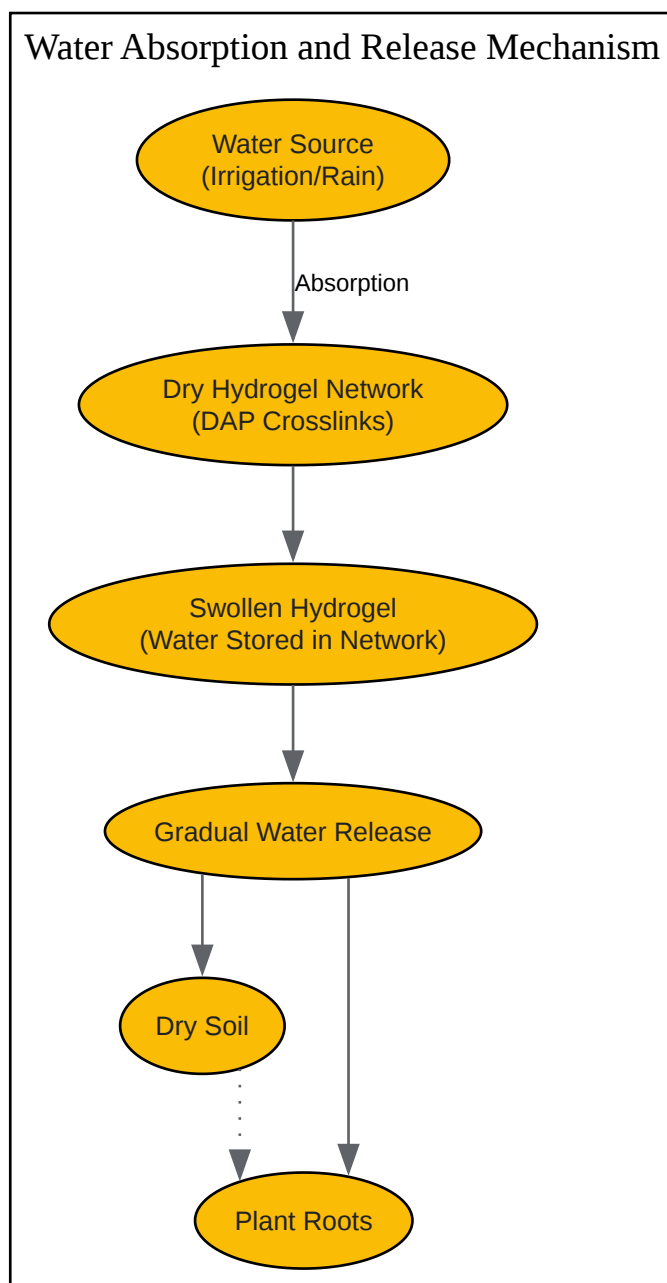 Water Absorption and Release Mechanism
Water Source
(Irrigation/Rain)
Absorption
Dry Hydrogel Network
(DAP Crosslinks)
Swollen Hydrogel
(Water Stored in Network)
Gradual Water Release
Dry Soil
Plant Roots